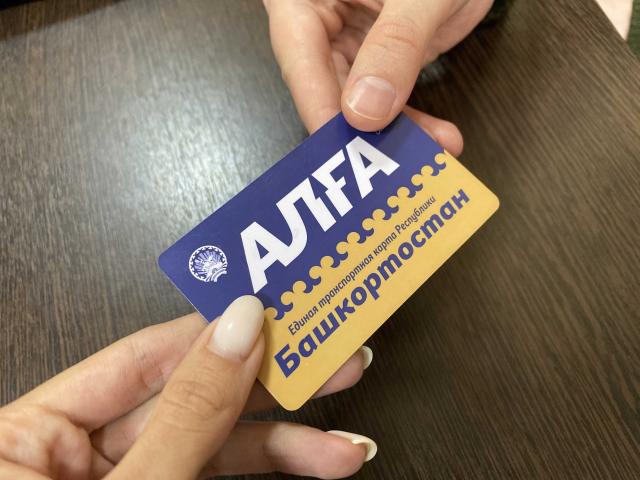 АЛҒА
Единая транспортная карта Республики
Башкортостан